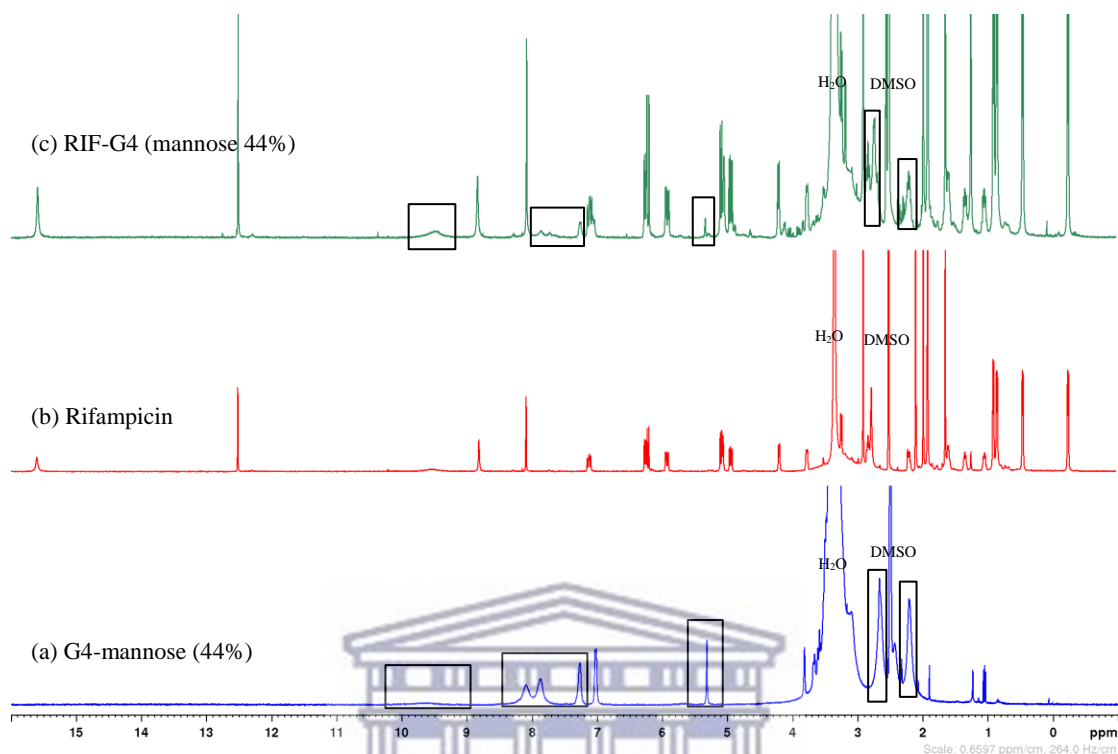 H₂O
DMSO
(c) RIF-G4 (mannose 44%)
H₂O
DMSO
(b) Rifampicin
H₂O
DMSO
(a) G4-mannose (44%)
15 14 13 12 11 10 9 8 7 6 5 4 3 2 1 0 ppm
Scale: 0.6597 ppm/cm, 264.0 Hz/cm